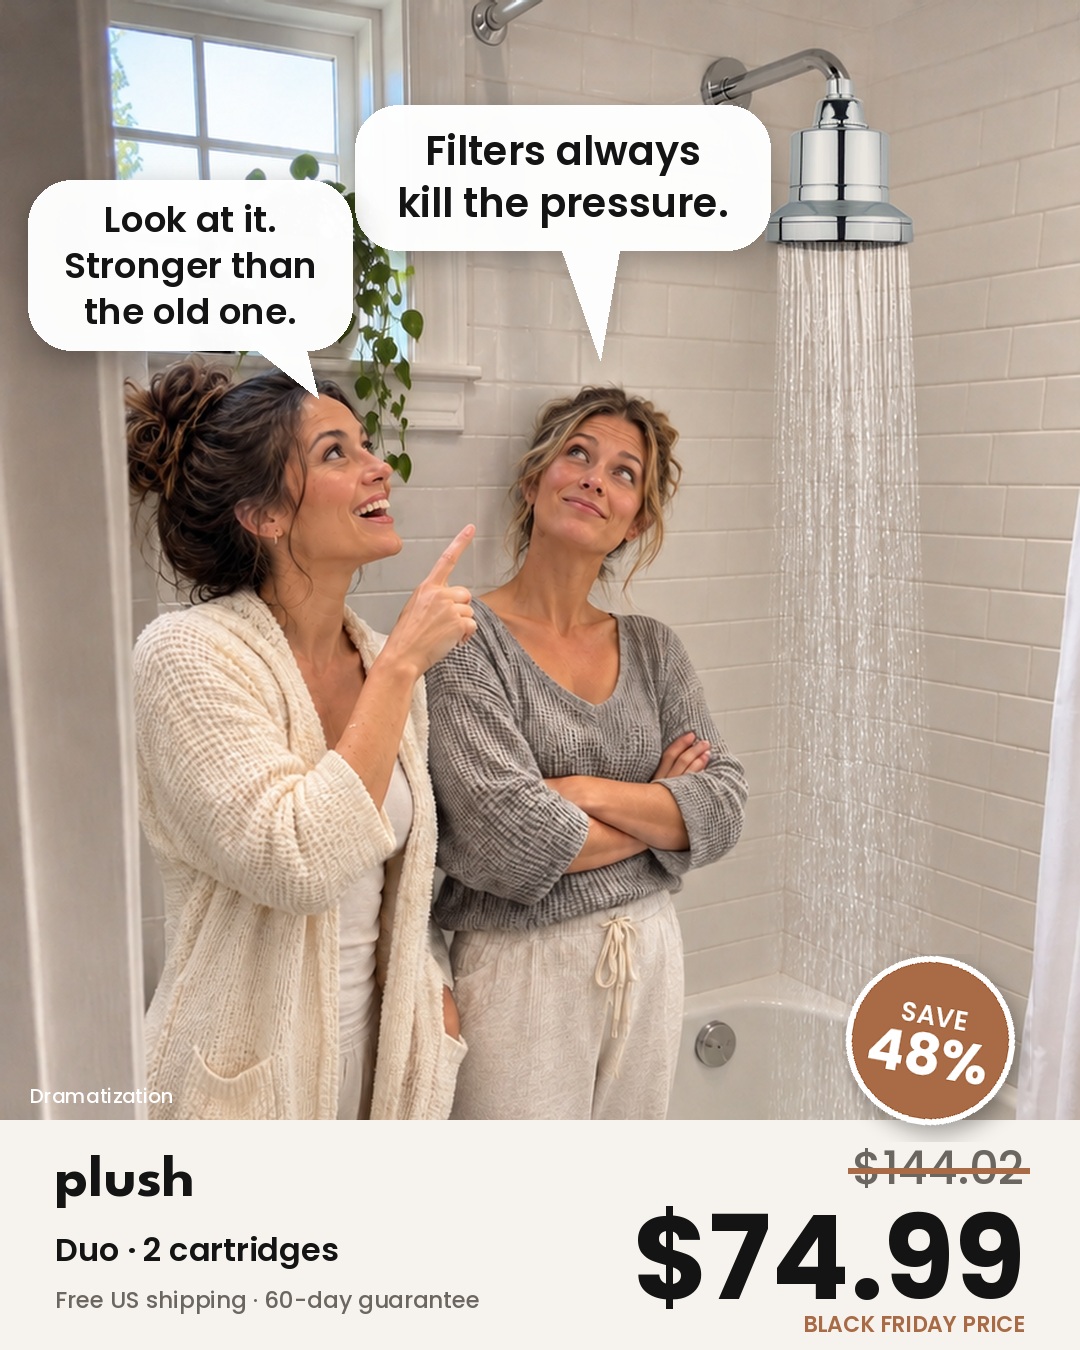 Filters always
kill the pressure.
Look at it.
Stronger than
the old one.
Dramatization
SAVE
48%
plush
Duo · 2 cartridges
Free US shipping · 60-day guarantee
$144.02
$74.99
BLACK FRIDAY PRICE